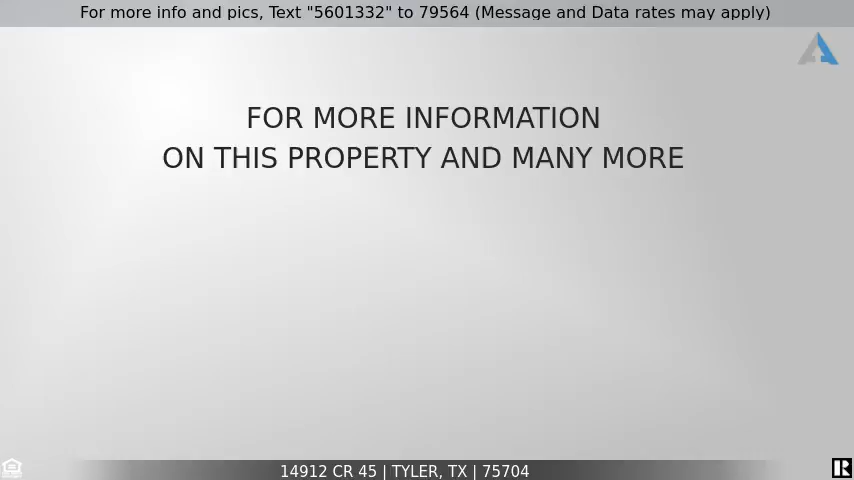 For more info and pics, Text "5601332" to 79564 (Message and Data rates may apply)
FOR MORE INFORMATION
ON THIS PROPERTY AND MANY MORE
14912 CR 45 | TYLER, TX | 75704